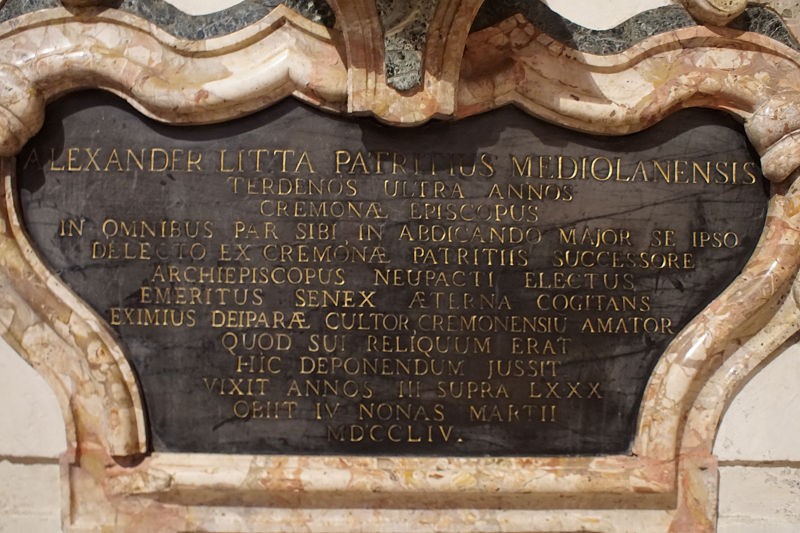 ALEXANDER LITTA PATRITIUS MEDIOLANENSIS
TERDENOS ULTRA ANNOS
CREMONÆ EPISCOPUS
IN OMNIBUS PAR SIBI, IN ABDICANDO MAJOR SE IPSO
DELECTO EX CREMONÆ PATRITIIS SUCCESSORE
ARCHIEPISCOPUS NEUPACTI ELECTUS,
EMERITUS SENEX ÆTERNA COGITANS
EXIMIUS DEIPARÆ CULTOR, CREMONENSIU AMATOR
QUOD SUI RELIQUUM ERAT
HIC DEPONENDUM JUSSIT
VIXIT ANNOS III SUPRA LXXX
OBIIT IV NONAS MARTII
MDCCLIV.